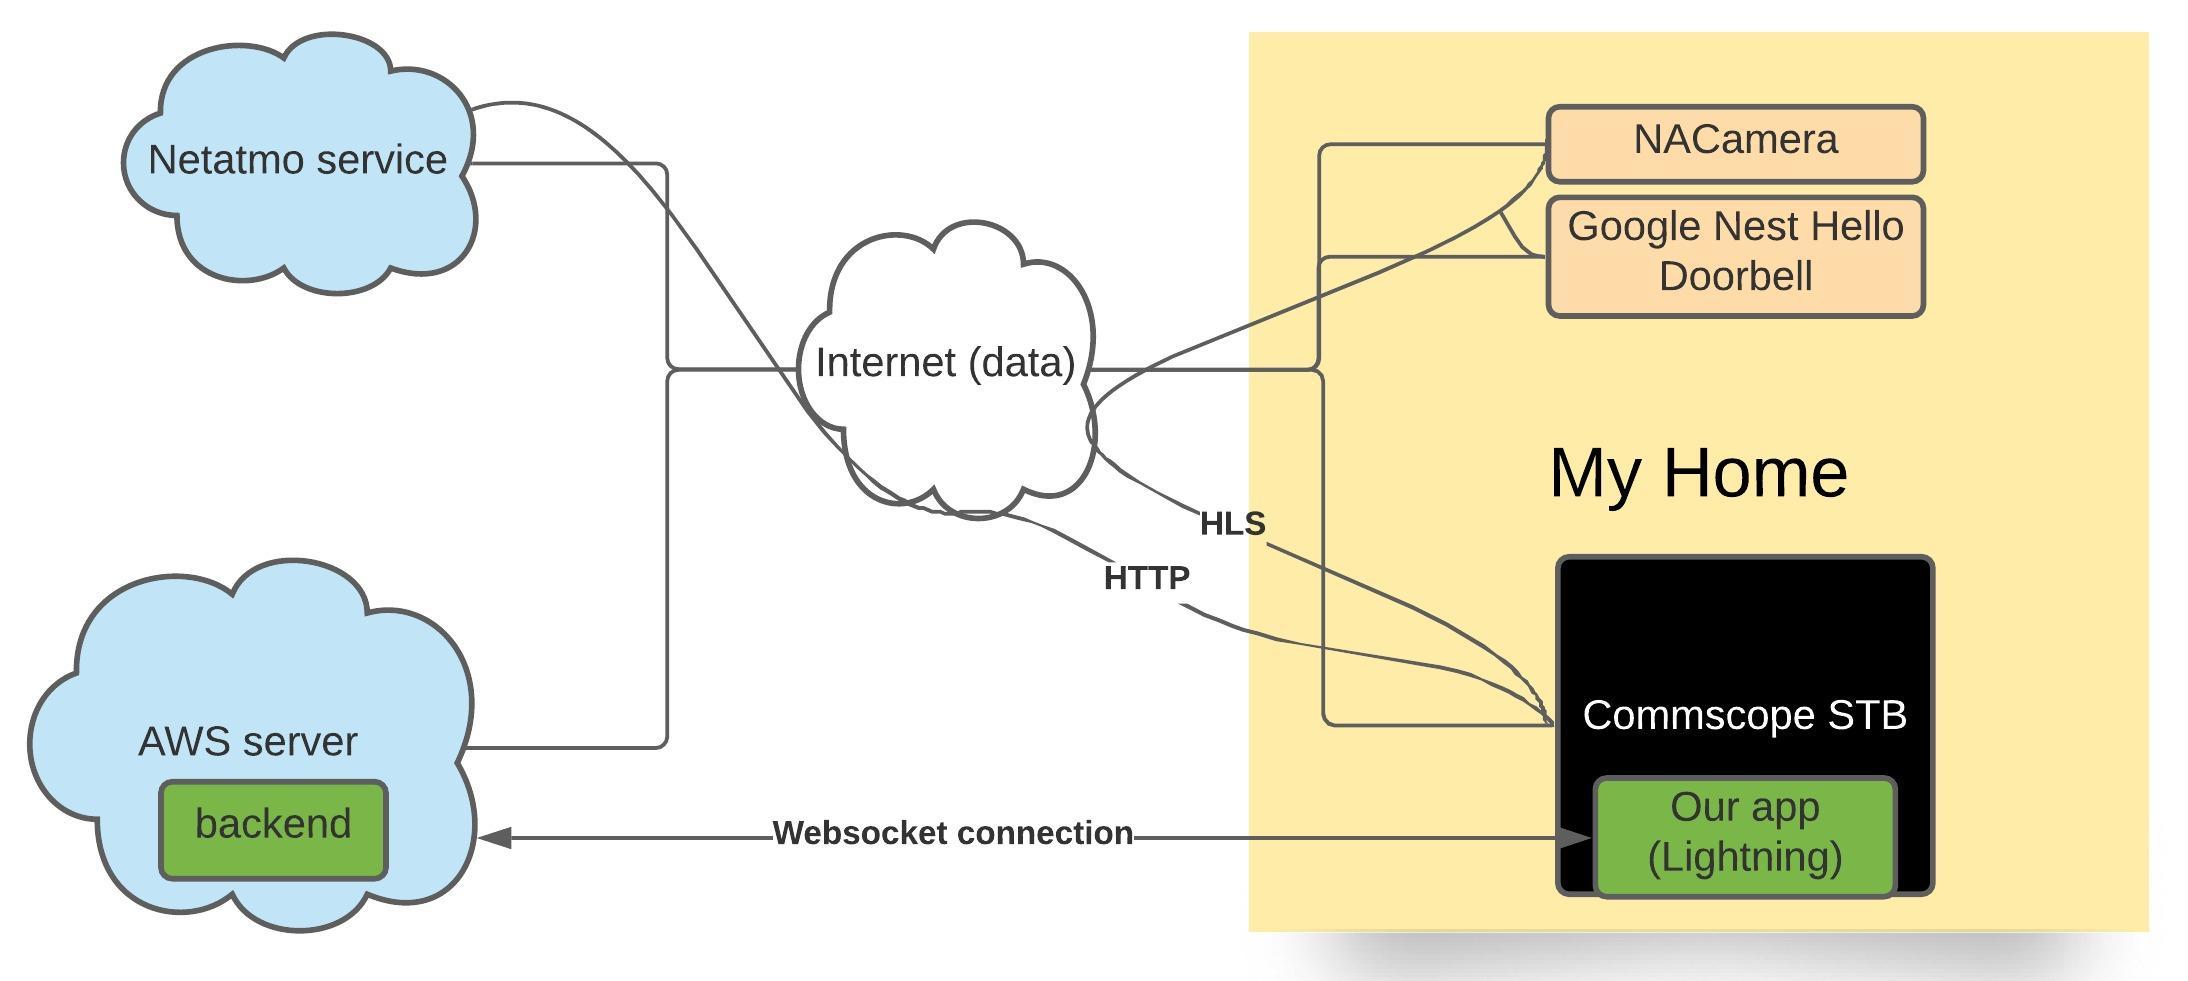 Netatmo service
NACamera
Google Nest Hello
Doorbell
Internet (data)
My Home
HLS
HTTP
Commscope STB
AWS server
backend
Our app
(Lightning)
Websocket connection